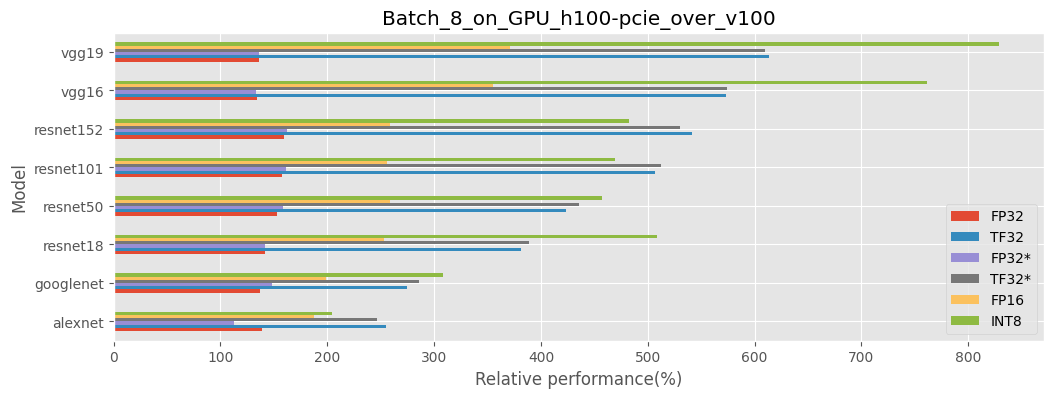 Batch_8_on_GPU_h100-pcie_over_v100
Model
vgg19
vgg16
resnet152
resnet101
resnet50
resnet18
googlenet
alexnet
FP32
TF32
FP32*
TF32*
FP16
INT8
0 100 200 300 400 500 600 700 800
Relative performance(%)